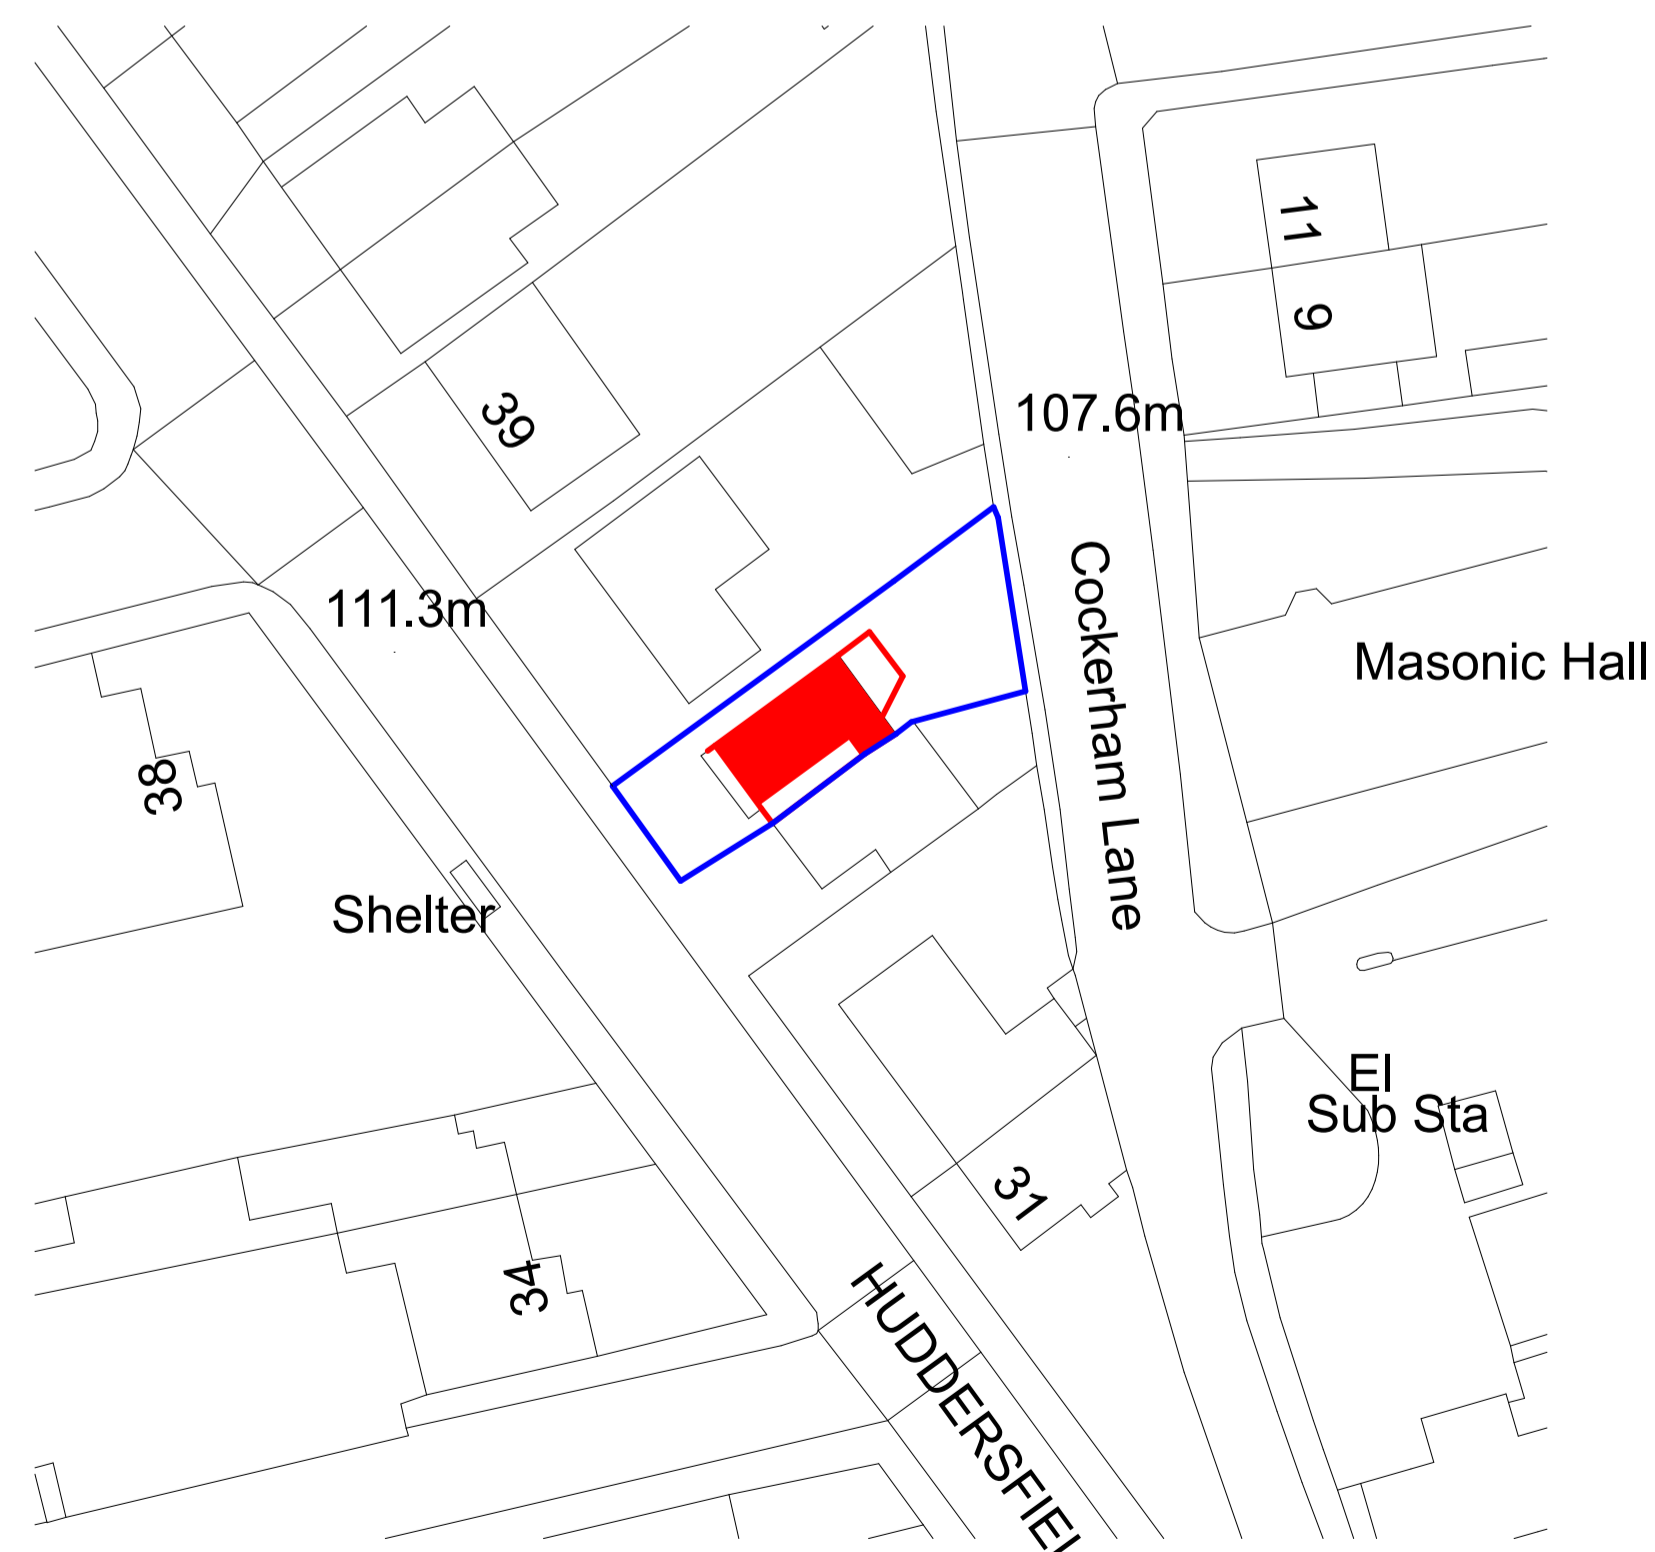 11
9
39
107.6m
111.3m
Cockerham Lane
Masonic Hall
38
Shelter
El
Sub Sta
31
34
HUDDERSFIEL